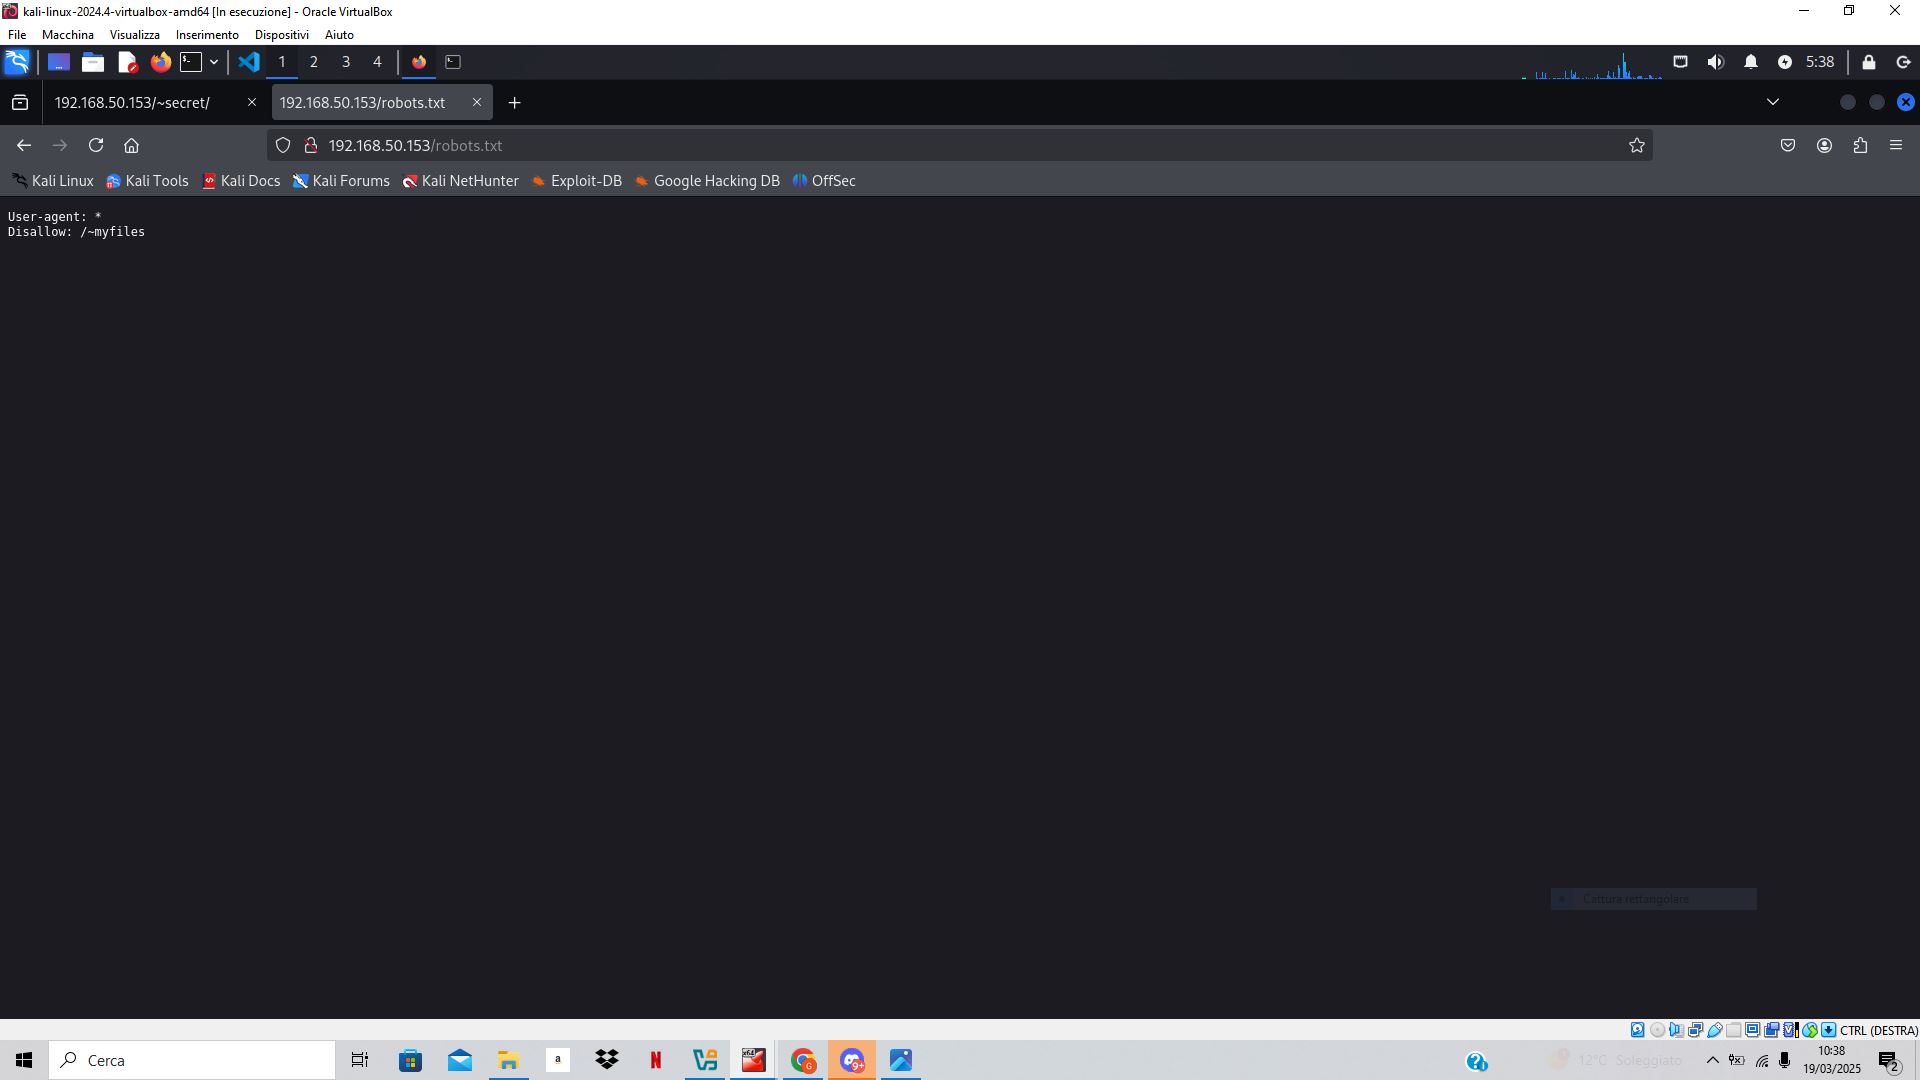 kali-linux-2024.4-virtualbox-amd64 [In esecuzione] - Oracle VirtualBox
File Macchina Visualizza Inserimento Dispositivi Aiuto
1 2 3 4 5:38
192.168.50.153/~secret/ 192.168.50.153/robots.txt
192.168.50.153/robots.txt
Kali Linux Kali Tools Kali Docs Kali Forums Kali NetHunter Exploit-DB Google Hacking DB OffSec
User-agent: *
Disallow: /~myfiles
Cattura rettangolare
CTRL (DESTRA)
Cerca
12°C Soleggiato
10:38
19/03/2025
2